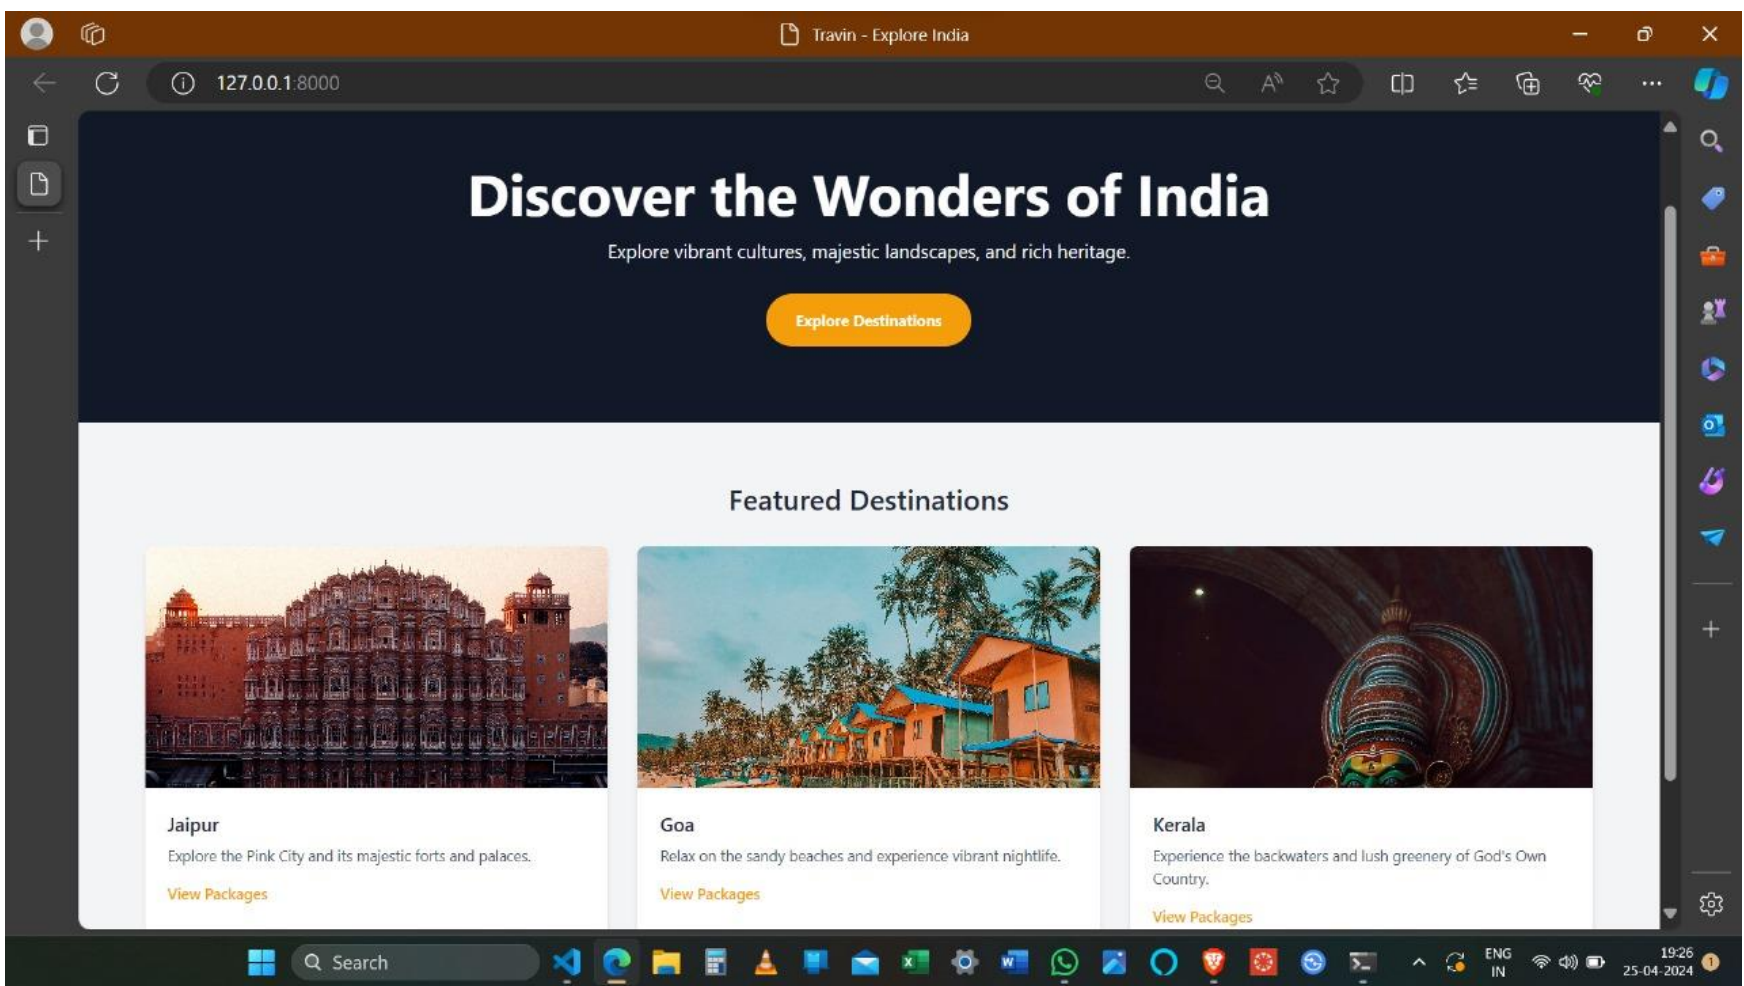 Travin - Explore India
127.0.0.1:8000
Discover the Wonders of India
Explore vibrant cultures, majestic landscapes, and rich heritage.
Explore Destinations
Featured Destinations
Jaipur
Explore the Pink City and its majestic forts and palaces.
View Packages
Goa
Relax on the sandy beaches and experience vibrant nightlife.
View Packages
Kerala
Experience the backwaters and lush greenery of God's Own
Country.
View Packages
Search
ENG
IN
19:26
25-04-2024
1